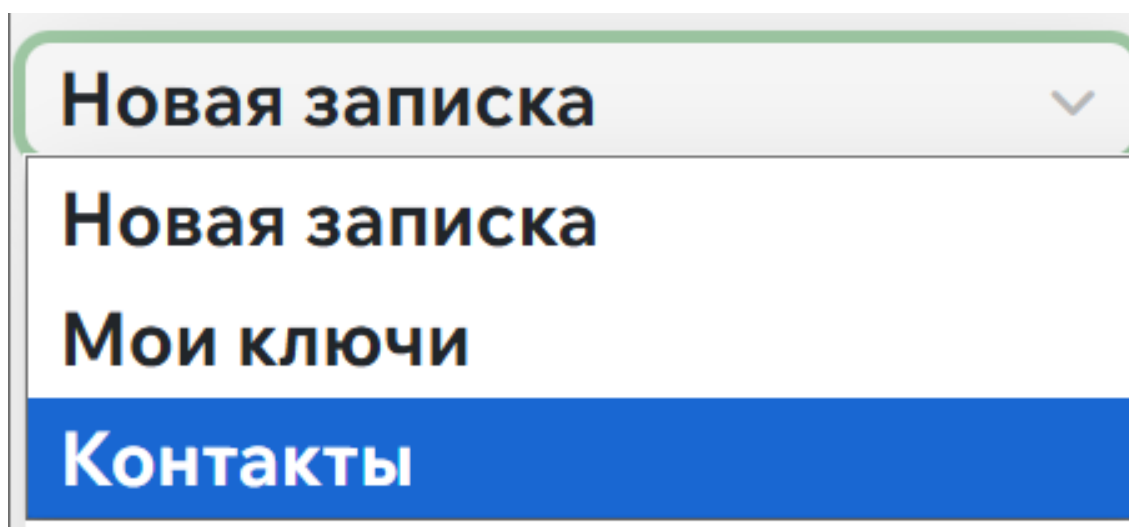 Новая записка
Новая записка
Мои ключи
Контакты